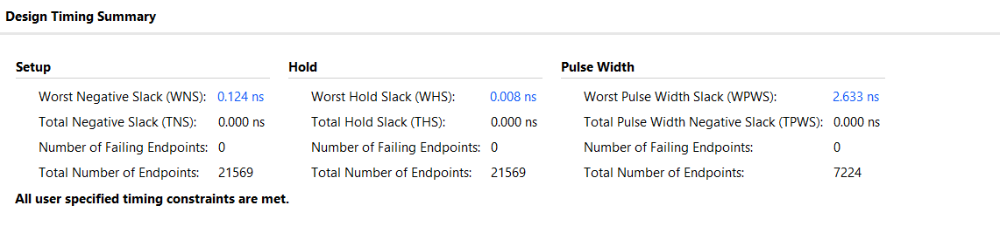 Design Timing Summary
Setup Hold Pulse Width
Worst Negative Slack (WNS): 0.124 ns Worst Hold Slack (WHS): 0.008 ns Worst Pulse Width Slack (WPWS): 2.633 ns
Total Negative Slack (TNS): 0.000 ns Total Hold Slack (THS): 0.000 ns Total Pulse Width Negative Slack (TPWS): 0.000 ns
Number of Failing Endpoints: 0 Number of Failing Endpoints: 0 Number of Failing Endpoints: 0
Total Number of Endpoints: 21569 Total Number of Endpoints: 21569 Total Number of Endpoints: 7224
All user specified timing constraints are met.